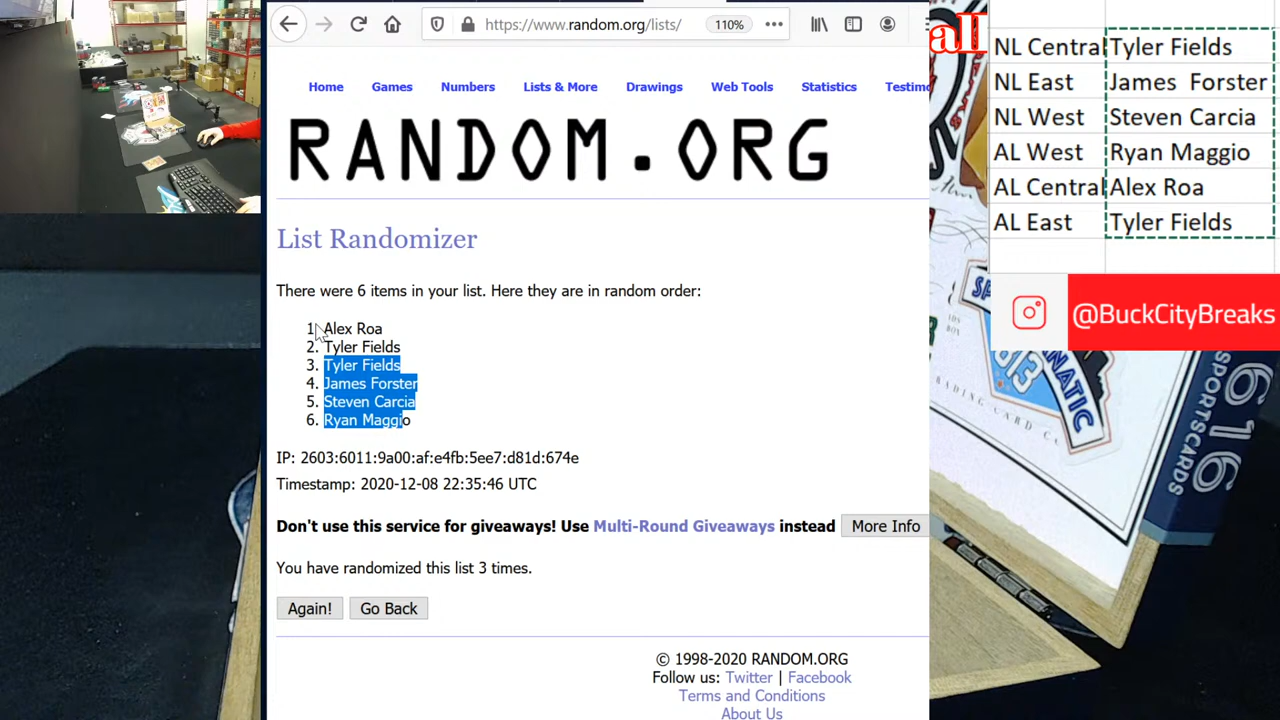 https://www.random.org/lists/
110%
Home Games Numbers Lists & More Drawings Web Tools Statistics Testimo
RANDOM.ORG
List Randomizer
There were 6 items in your list. Here they are in random order:
1. Alex Roa
2. Tyler Fields
3. Tyler Fields
4. James Forster
5. Steven Carcia
6. Ryan Maggio
IP: 2603:6011:9a00:af:e4fb:5ee7:d81d:674e
Timestamp: 2020-12-08 22:35:46 UTC
Don't use this service for giveaways! Use Multi-Round Giveaways instead More Info
You have randomized this list 3 times.
Again! Go Back
© 1998-2020 RANDOM.ORG
Follow us: Twitter | Facebook
Terms and Conditions
About Us
all
NL Central Tyler Fields
NL East James Forster
NL West Steven Carcia
AL West Ryan Maggio
AL Central Alex Roa
AL East Tyler Fields
@BuckCityBreaks
616
SPORTSCARDS